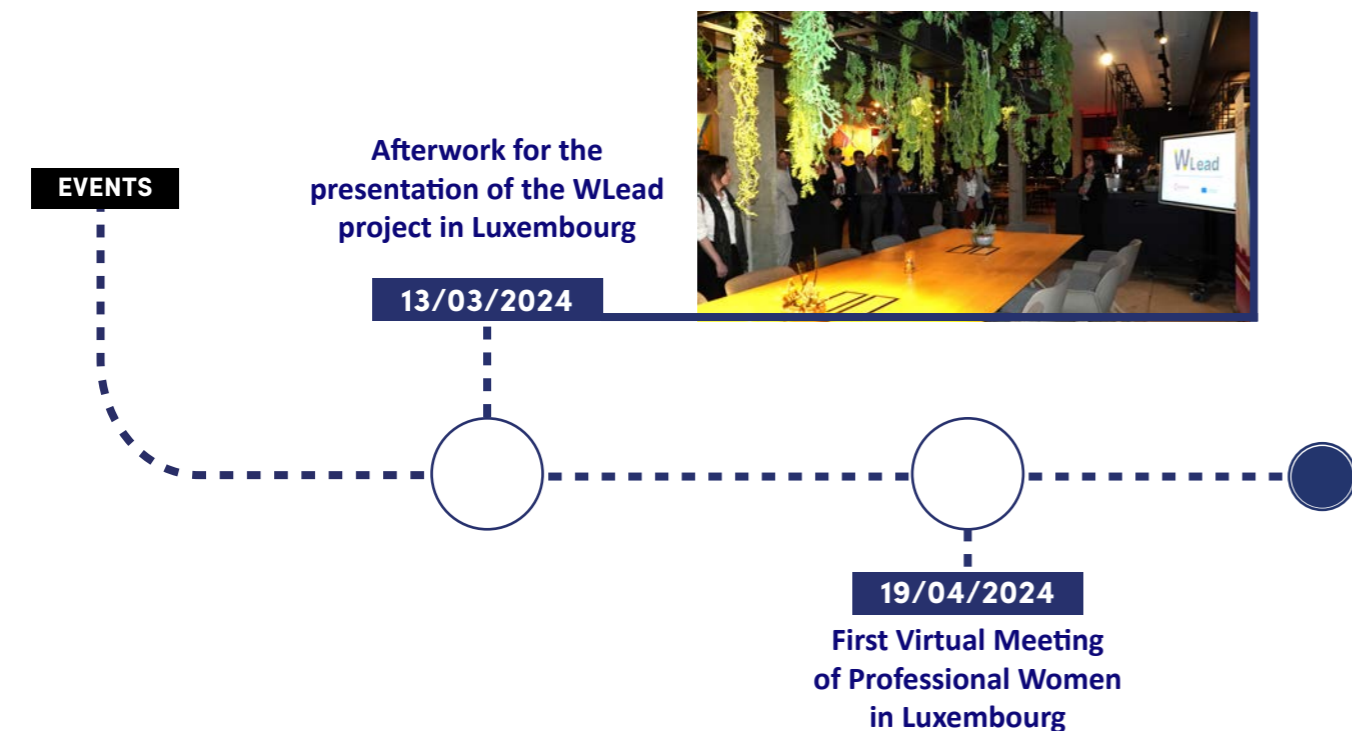 EVENTS
Afterwork for the
presentation of the WLead
project in Luxembourg
13/03/2024
WLead
19/04/2024
First Virtual Meeting
of Professional Women
in Luxembourg